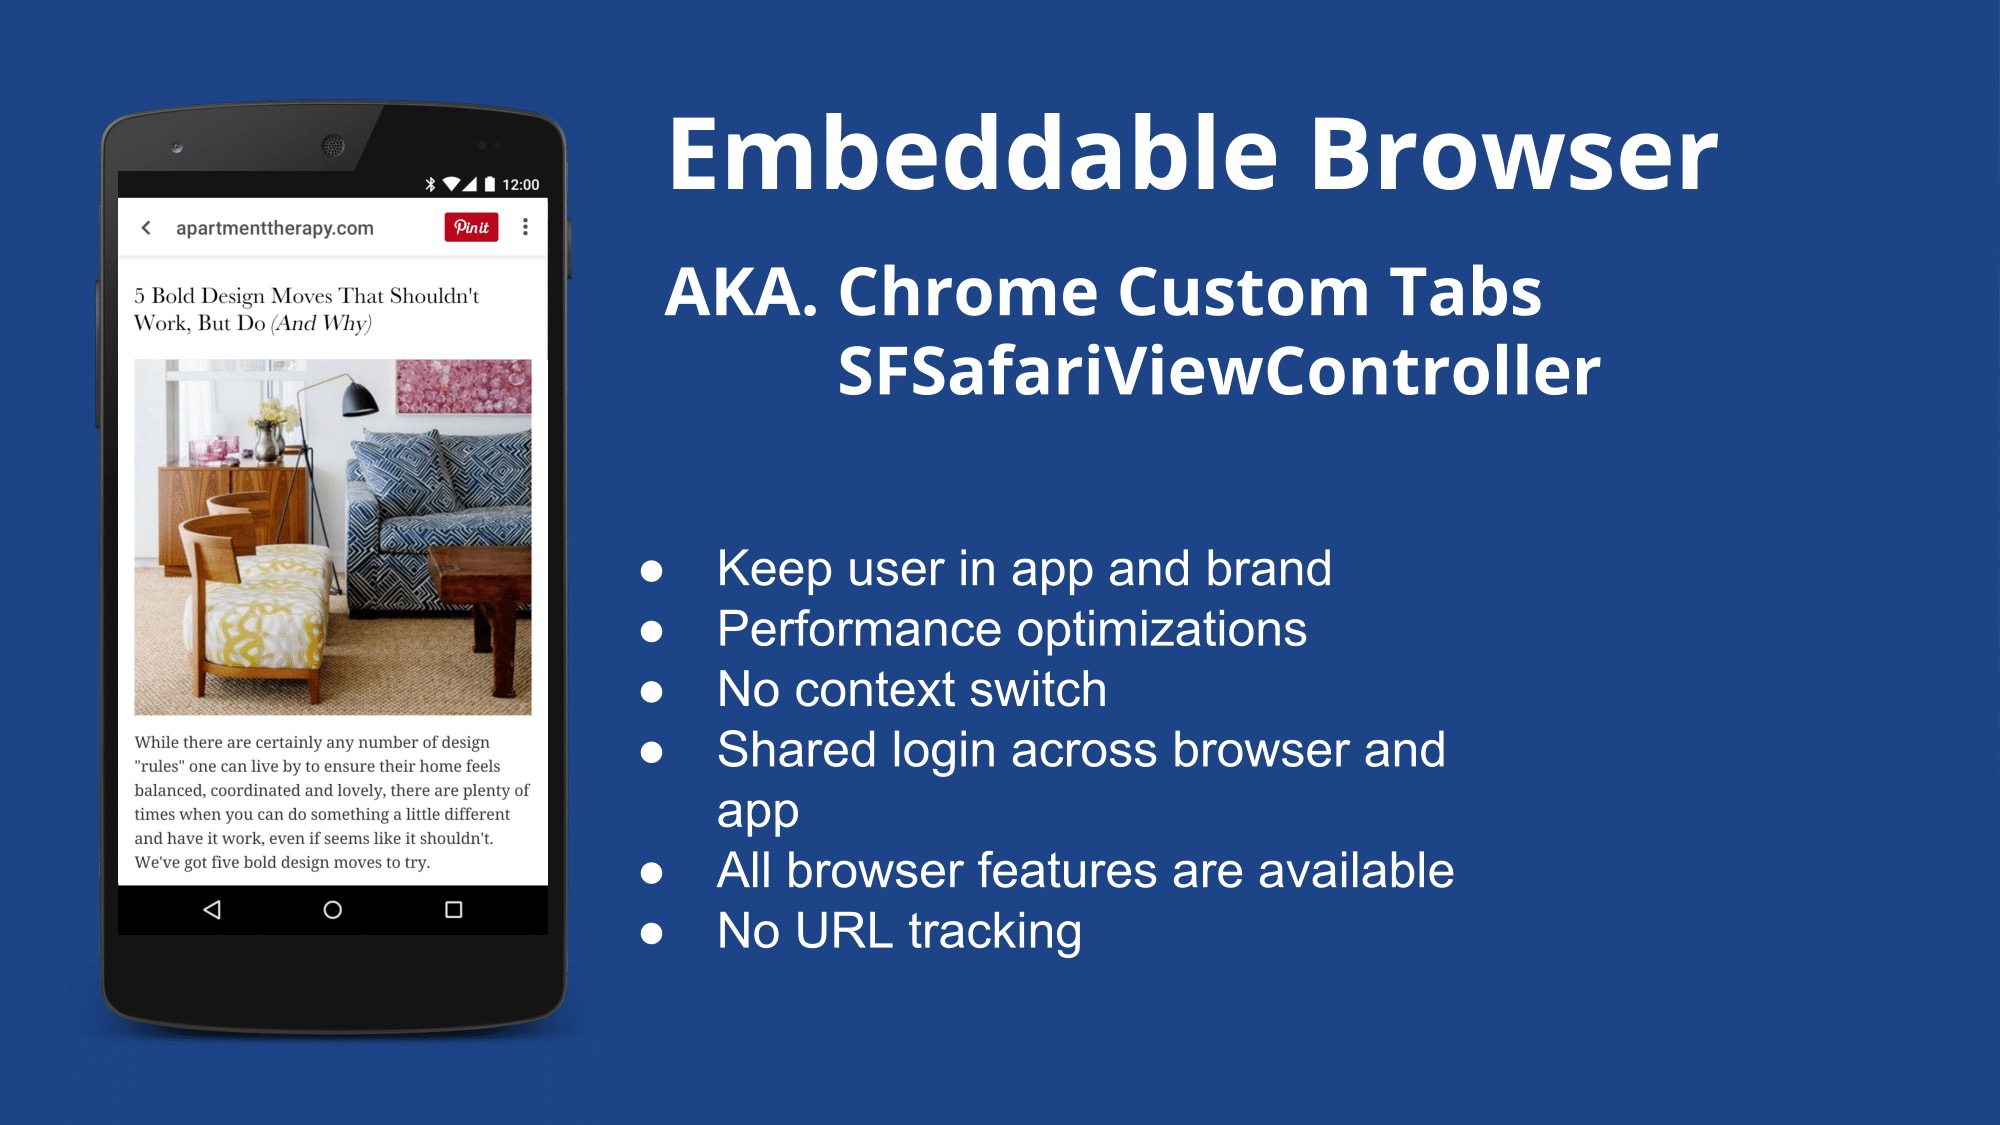 Embeddable Browser
AKA. Chrome Custom Tabs
SFSafariViewController
● Keep user in app and brand
● Performance optimizations
● No context switch
● Shared login across browser and
app
● All browser features are available
● No URL tracking
12:00
apartmenttherapy.com
Pin it
5 Bold Design Moves That Shouldn't
Work, But Do (And Why)
While there are certainly any number of design
"rules" one can live by to ensure their home feels
balanced, coordinated and lovely, there are plenty of
times when you can do something a little different
and have it work, even if seems like it shouldn't.
We've got five bold design moves to try.